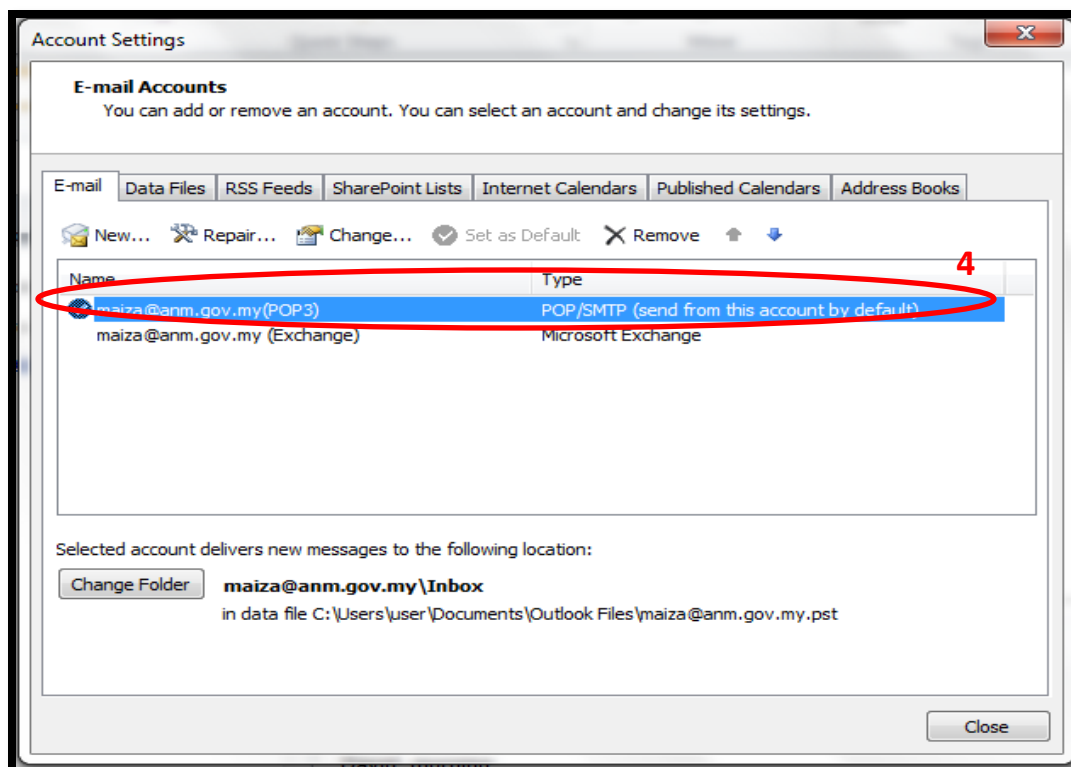 Account Settings
E-mail Accounts
You can add or remove an account. You can select an account and change its settings.
E-mail Data Files RSS Feeds SharePoint Lists Internet Calendars Published Calendars Address Books
New... Repair... Change... Set as Default Remove
4
Name Type
maiza@anm.gov.my(POP3) POP/SMTP (send from this account by default)
maiza@anm.gov.my (Exchange) Microsoft Exchange
Selected account delivers new messages to the following location:
Change Folder maiza@anm.gov.my\Inbox
in data file C:\Users\user\Documents\Outlook Files\maiza@anm.gov.my.pst
Close